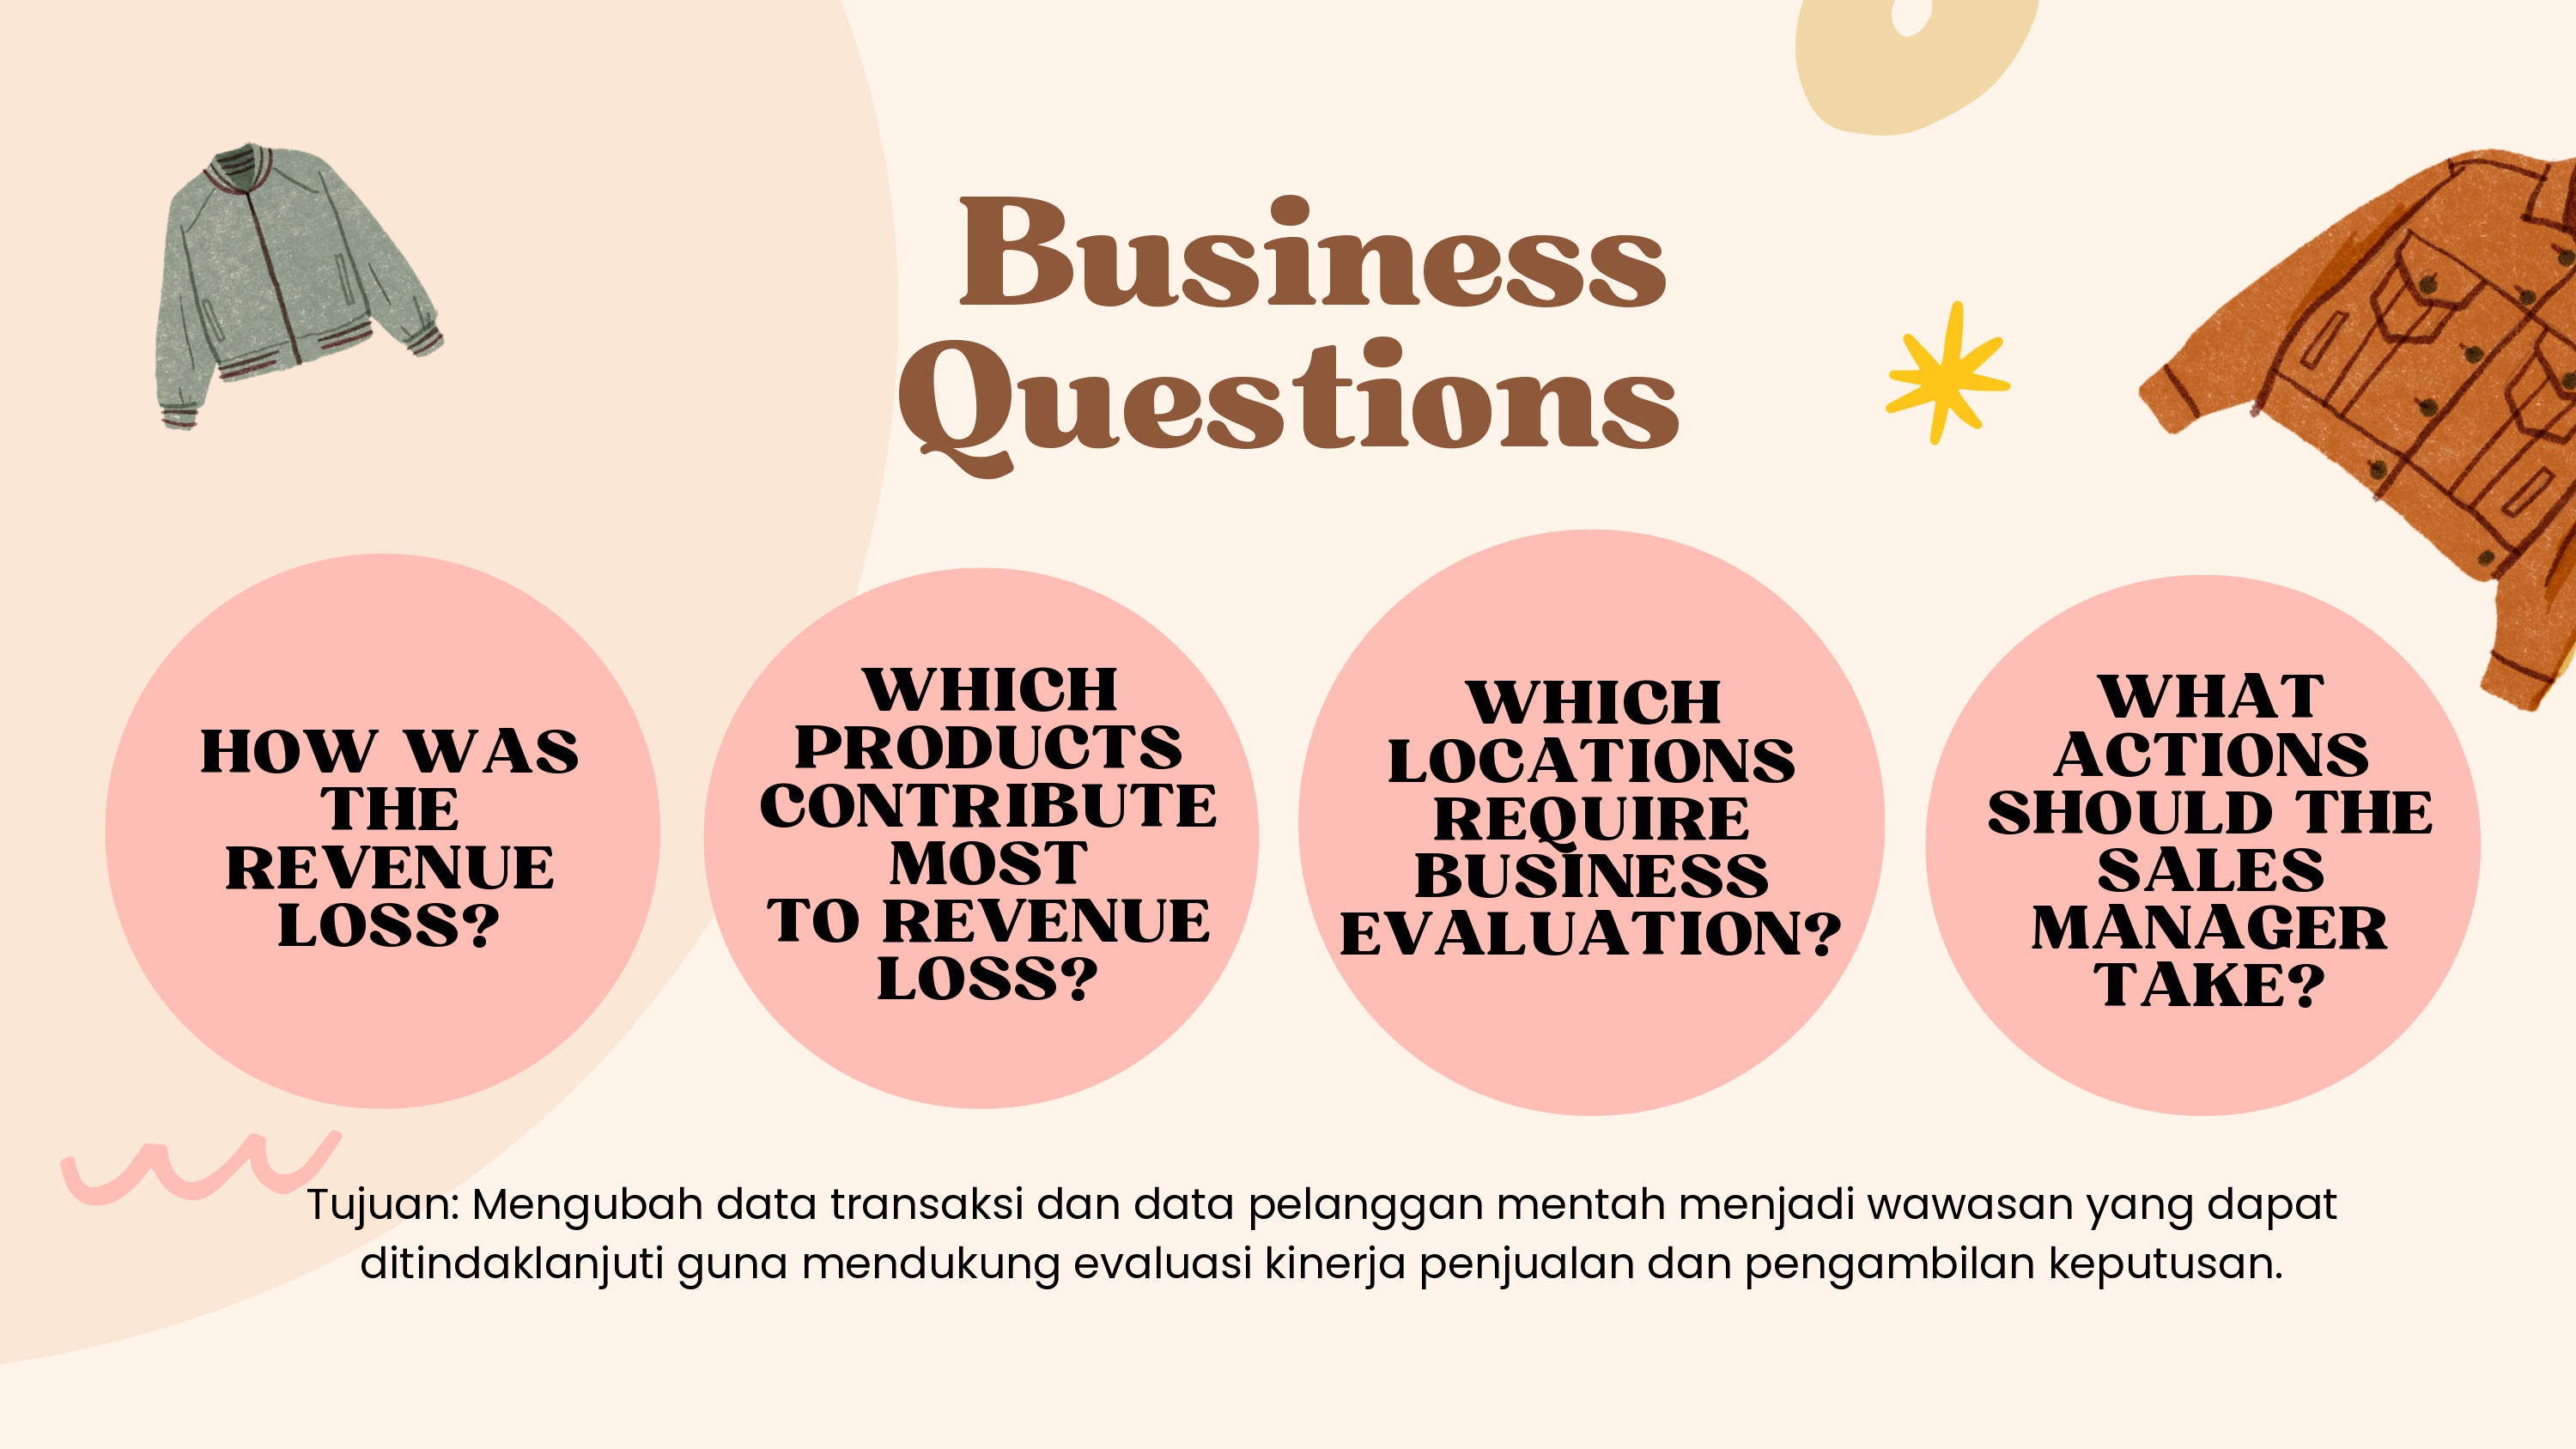 Business
Questions
HOW WAS
THE
REVENUE
LOSS?
WHICH
PRODUCTS
CONTRIBUTE
MOST
TO REVENUE
LOSS?
WHICH
LOCATIONS
REQUIRE
BUSINESS
EVALUATION?
WHAT
ACTIONS
SHOULD THE
SALES
MANAGER
TAKE?
Tujuan: Mengubah data transaksi dan data pelanggan mentah menjadi wawasan yang dapat
ditindaklanjuti guna mendukung evaluasi kinerja penjualan dan pengambilan keputusan.